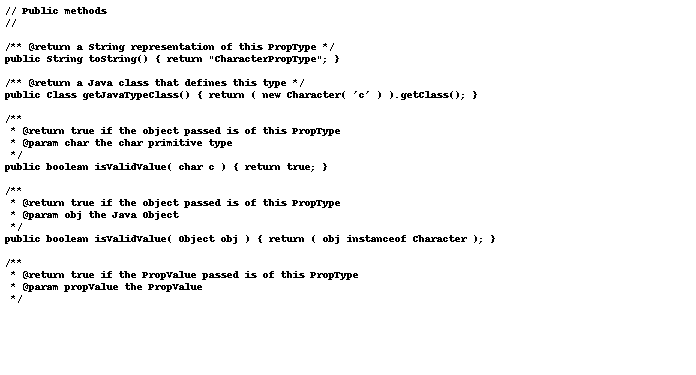 // Public methods
//
/** @return a String representation of this PropType */
public String toString() { return "CharacterPropType"; }
/** @return a Java class that defines this type */
public Class getJavaTypeClass() { return ( new Character( 'c' ) ).getClass(); }
/**
* @return true if the object passed is of this PropType
* @param char the char primitive type
*/
public boolean isValidValue( char c ) { return true; }
/**
* @return true if the object passed is of this PropType
* @param obj the Java Object
*/
public boolean isValidValue( Object obj ) { return ( obj instanceof Character ); }
/**
* @return true if the PropValue passed is of this PropType
* @param propValue the PropValue
*/